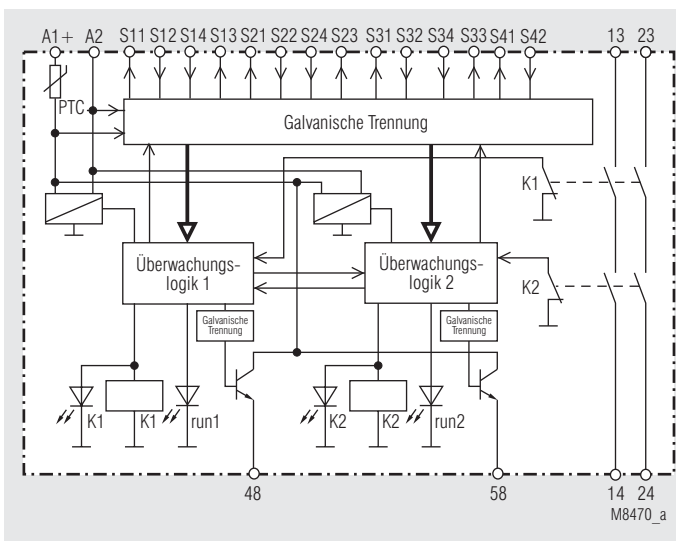 A1+ A2 S11 S12 S14 S13 S21 S22 S24 S23 S31 S32 S34 S33 S41 S42 13 23
PTC
Galvanische Trennung
K1
Überwachungs-
logik 1
Überwachungs-
logik 2
K2
Galvanische
Trennung
Galvanische
Trennung
K1 K1 run1 K2 K2 run2
48 58 14 24
M8470_a